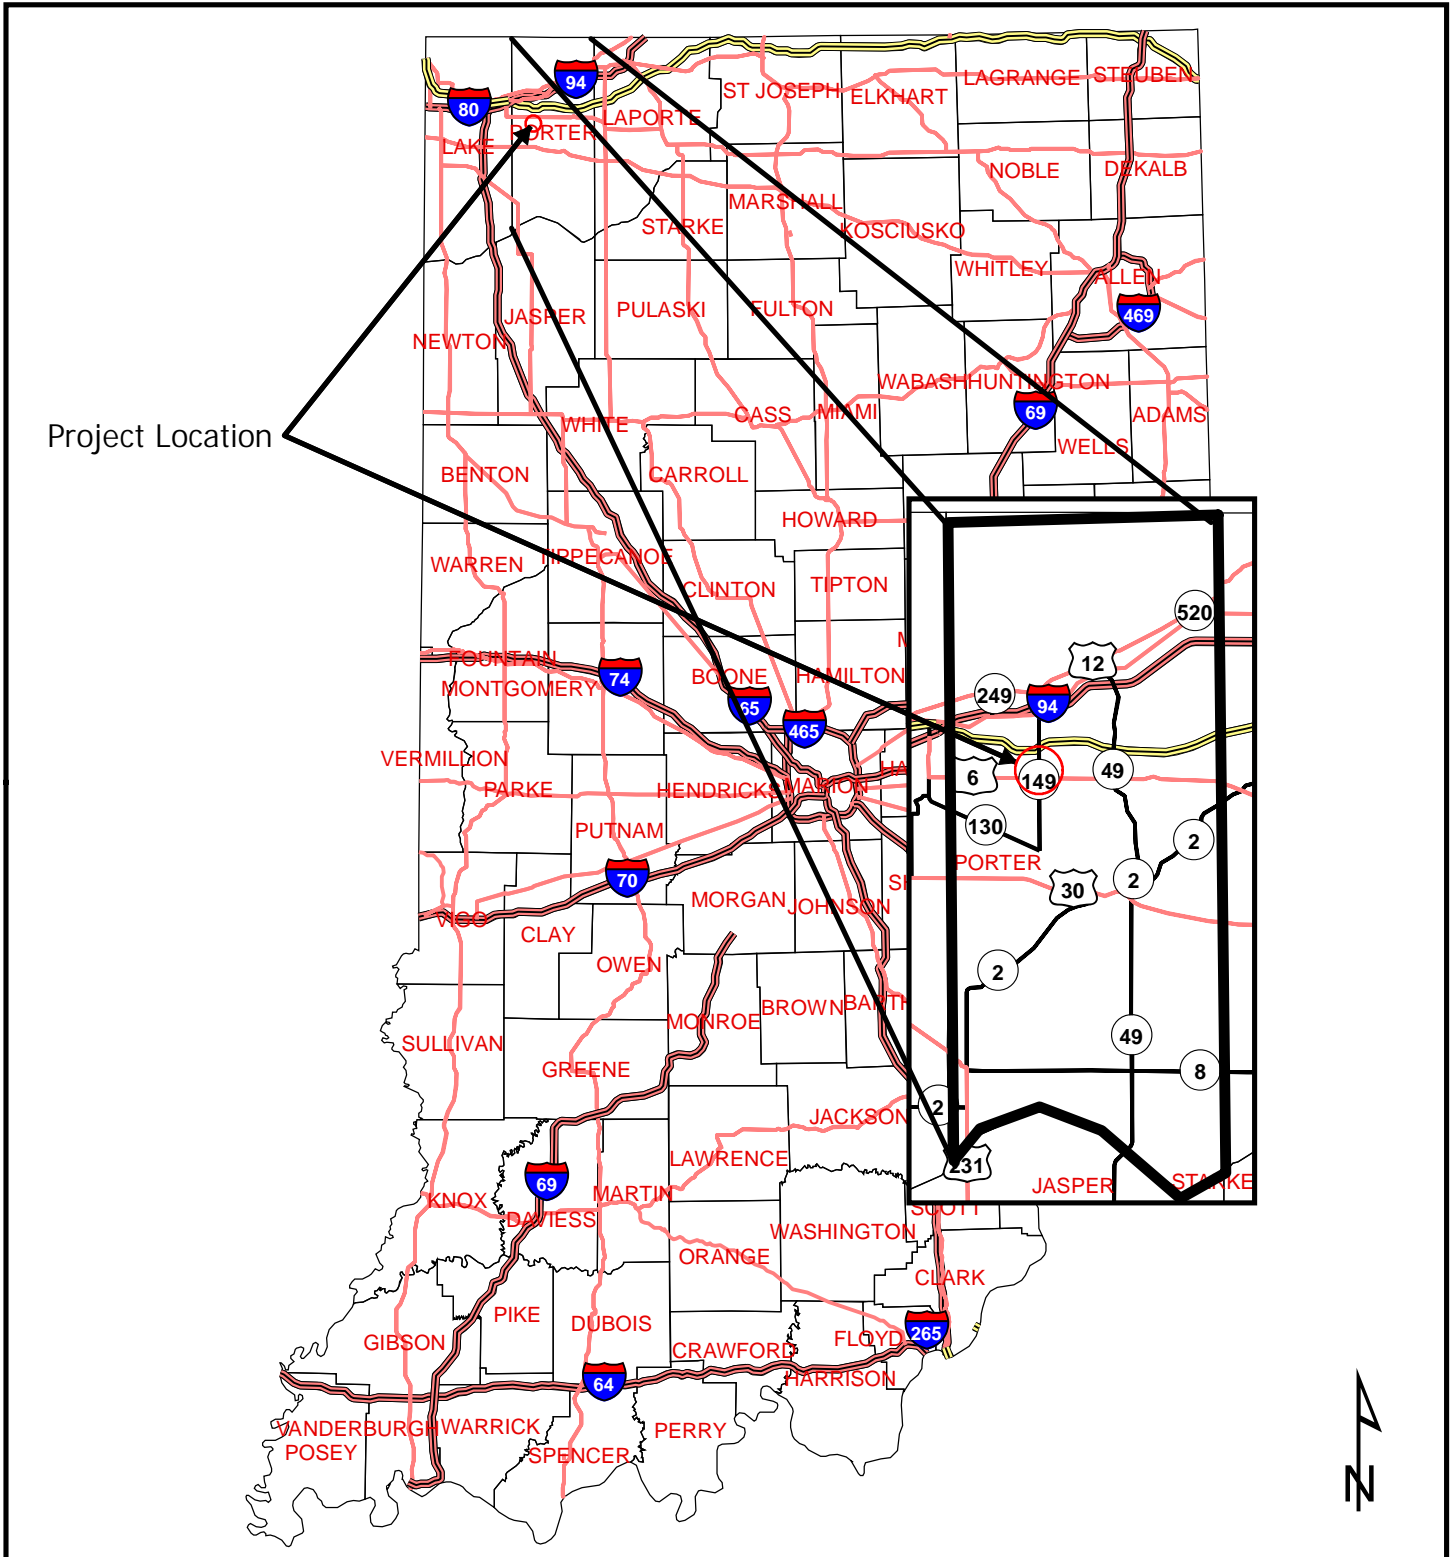 94
80
ST JOSEPH
ELKHART
LAGRANGE
STEUBEN
LAPORTE
PORTER
LAKE
NOBLE
DEKALB
MARSHALL
STARKE
KOSCIUSKO
WHITLEY
ALLEN
JASPER
PULASKI
FULTON
469
NEWTON
WABASH
HUNTINGTON
69
ADAMS
WHITE
CASS
MIAMI
Project Location
WELLS
BENTON
CARROLL
HOWARD
WARREN
TIPPECANOE
CLINTON
TIPTON
520
FOUNTAIN
MONTGOMERY
74
BOONE
HAMILTON
12
249
94
65
465
VERMILLION
PARKE
HENDRICKS
MARION
HA
6
149
49
130
PUTNAM
2
PORTER
70
2
30
MORGAN
JOHNSON
SH
VIGO
CLAY
OWEN
2
BROWN
BARTH
MONROE
SULLIVAN
49
GREENE
8
JACKSON
2
LAWRENCE
231
69
JASPER
STARKE
KNOX
MARTIN
DAVIESS
WASHINGTON
SCOTT
ORANGE
CLARK
PIKE
DUBOIS
GIBSON
CRAWFORD
FLOYD
265
HARRISON
64
VANDERBURGH
WARRICK
PERRY
POSEY
SPENCER
N